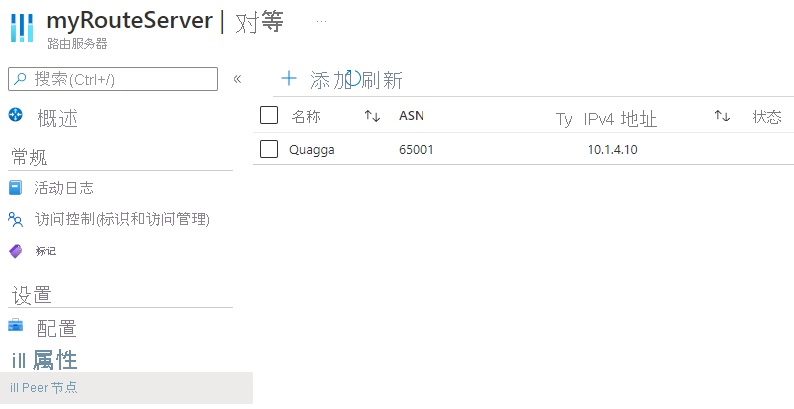 myRouteServer | 对等 ...
路由服务器
搜索(Ctrl+/) «
添加 刷新
概述
名称 ASN Ty IPv4 地址 状态
Quagga 65001 10.1.4.10
常规
活动日志
访问控制(标识和访问管理)
标记
设置
配置
ill 属性
ill Peer 节点